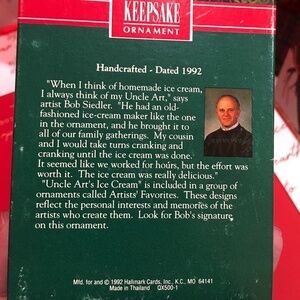 KEEPSAKE
ORNAMENT
Handcrafted - Dated 1992
"When I think of homemade ice cream,
I always think of my Uncle Art," says
artist Bob Siedler. "He had an old-
fashioned ice-cream maker like the one
in the ornament, and he brought it to
all of our family gatherings. My cousin
and I would take turns cranking and
cranking until the ice cream was done.
It seemed like we worked for hours, but the effort was
worth it. The ice cream was really delicious."
"Uncle Art's Ice Cream" is included in a group of
ornaments called Artists' Favorites. These designs
reflect the personal interests and memories of the
artists who create them. Look for Bob's signature
on this ornament.
Mfd. for and © 1992 Hallmark Cards, Inc., K.C., MO 64141
Made in Thailand OX500-1